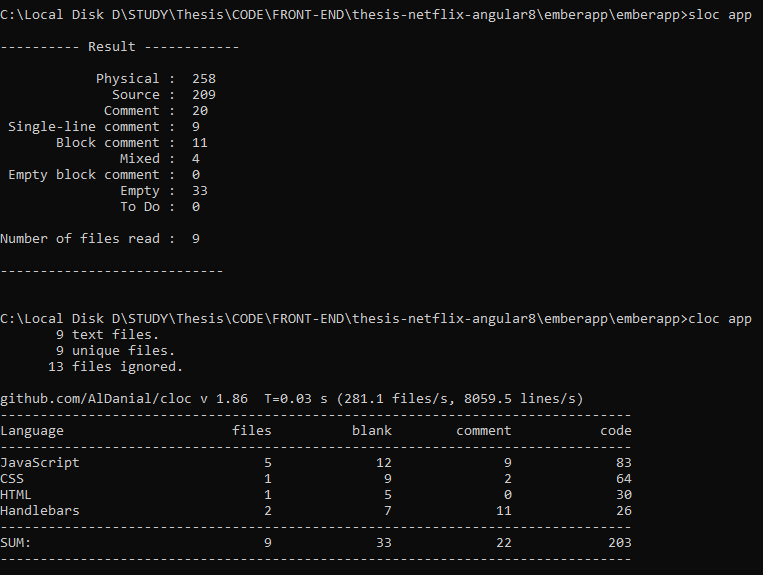 C:\Local Disk D\STUDY\Thesis\CODE\FRONT-END\thesis-netflix-angular8\emberapp\emberapp>sloc app
---------- Result ------------
Physical : 258
Source : 209
Comment : 20
Single-line comment : 9
Block comment : 11
Mixed : 4
Empty block comment : 0
Empty : 33
To Do : 0
Number of files read : 9
----------------------------
C:\Local Disk D\STUDY\Thesis\CODE\FRONT-END\thesis-netflix-angular8\emberapp\emberapp>cloc app
9 text files.
9 unique files.
13 files ignored.
github.com/AlDanial/cloc v 1.86  T=0.03 s (281.1 files/s, 8059.5 lines/s)
-------------------------------------------------------------------------------
Language                     files          blank        comment           code
-------------------------------------------------------------------------------
JavaScript                       5             12              9             83
CSS                              1              9              2             64
HTML                             1              5              0             30
Handlebars                       2              7             11             26
-------------------------------------------------------------------------------
SUM:                             9             33             22            203
-------------------------------------------------------------------------------